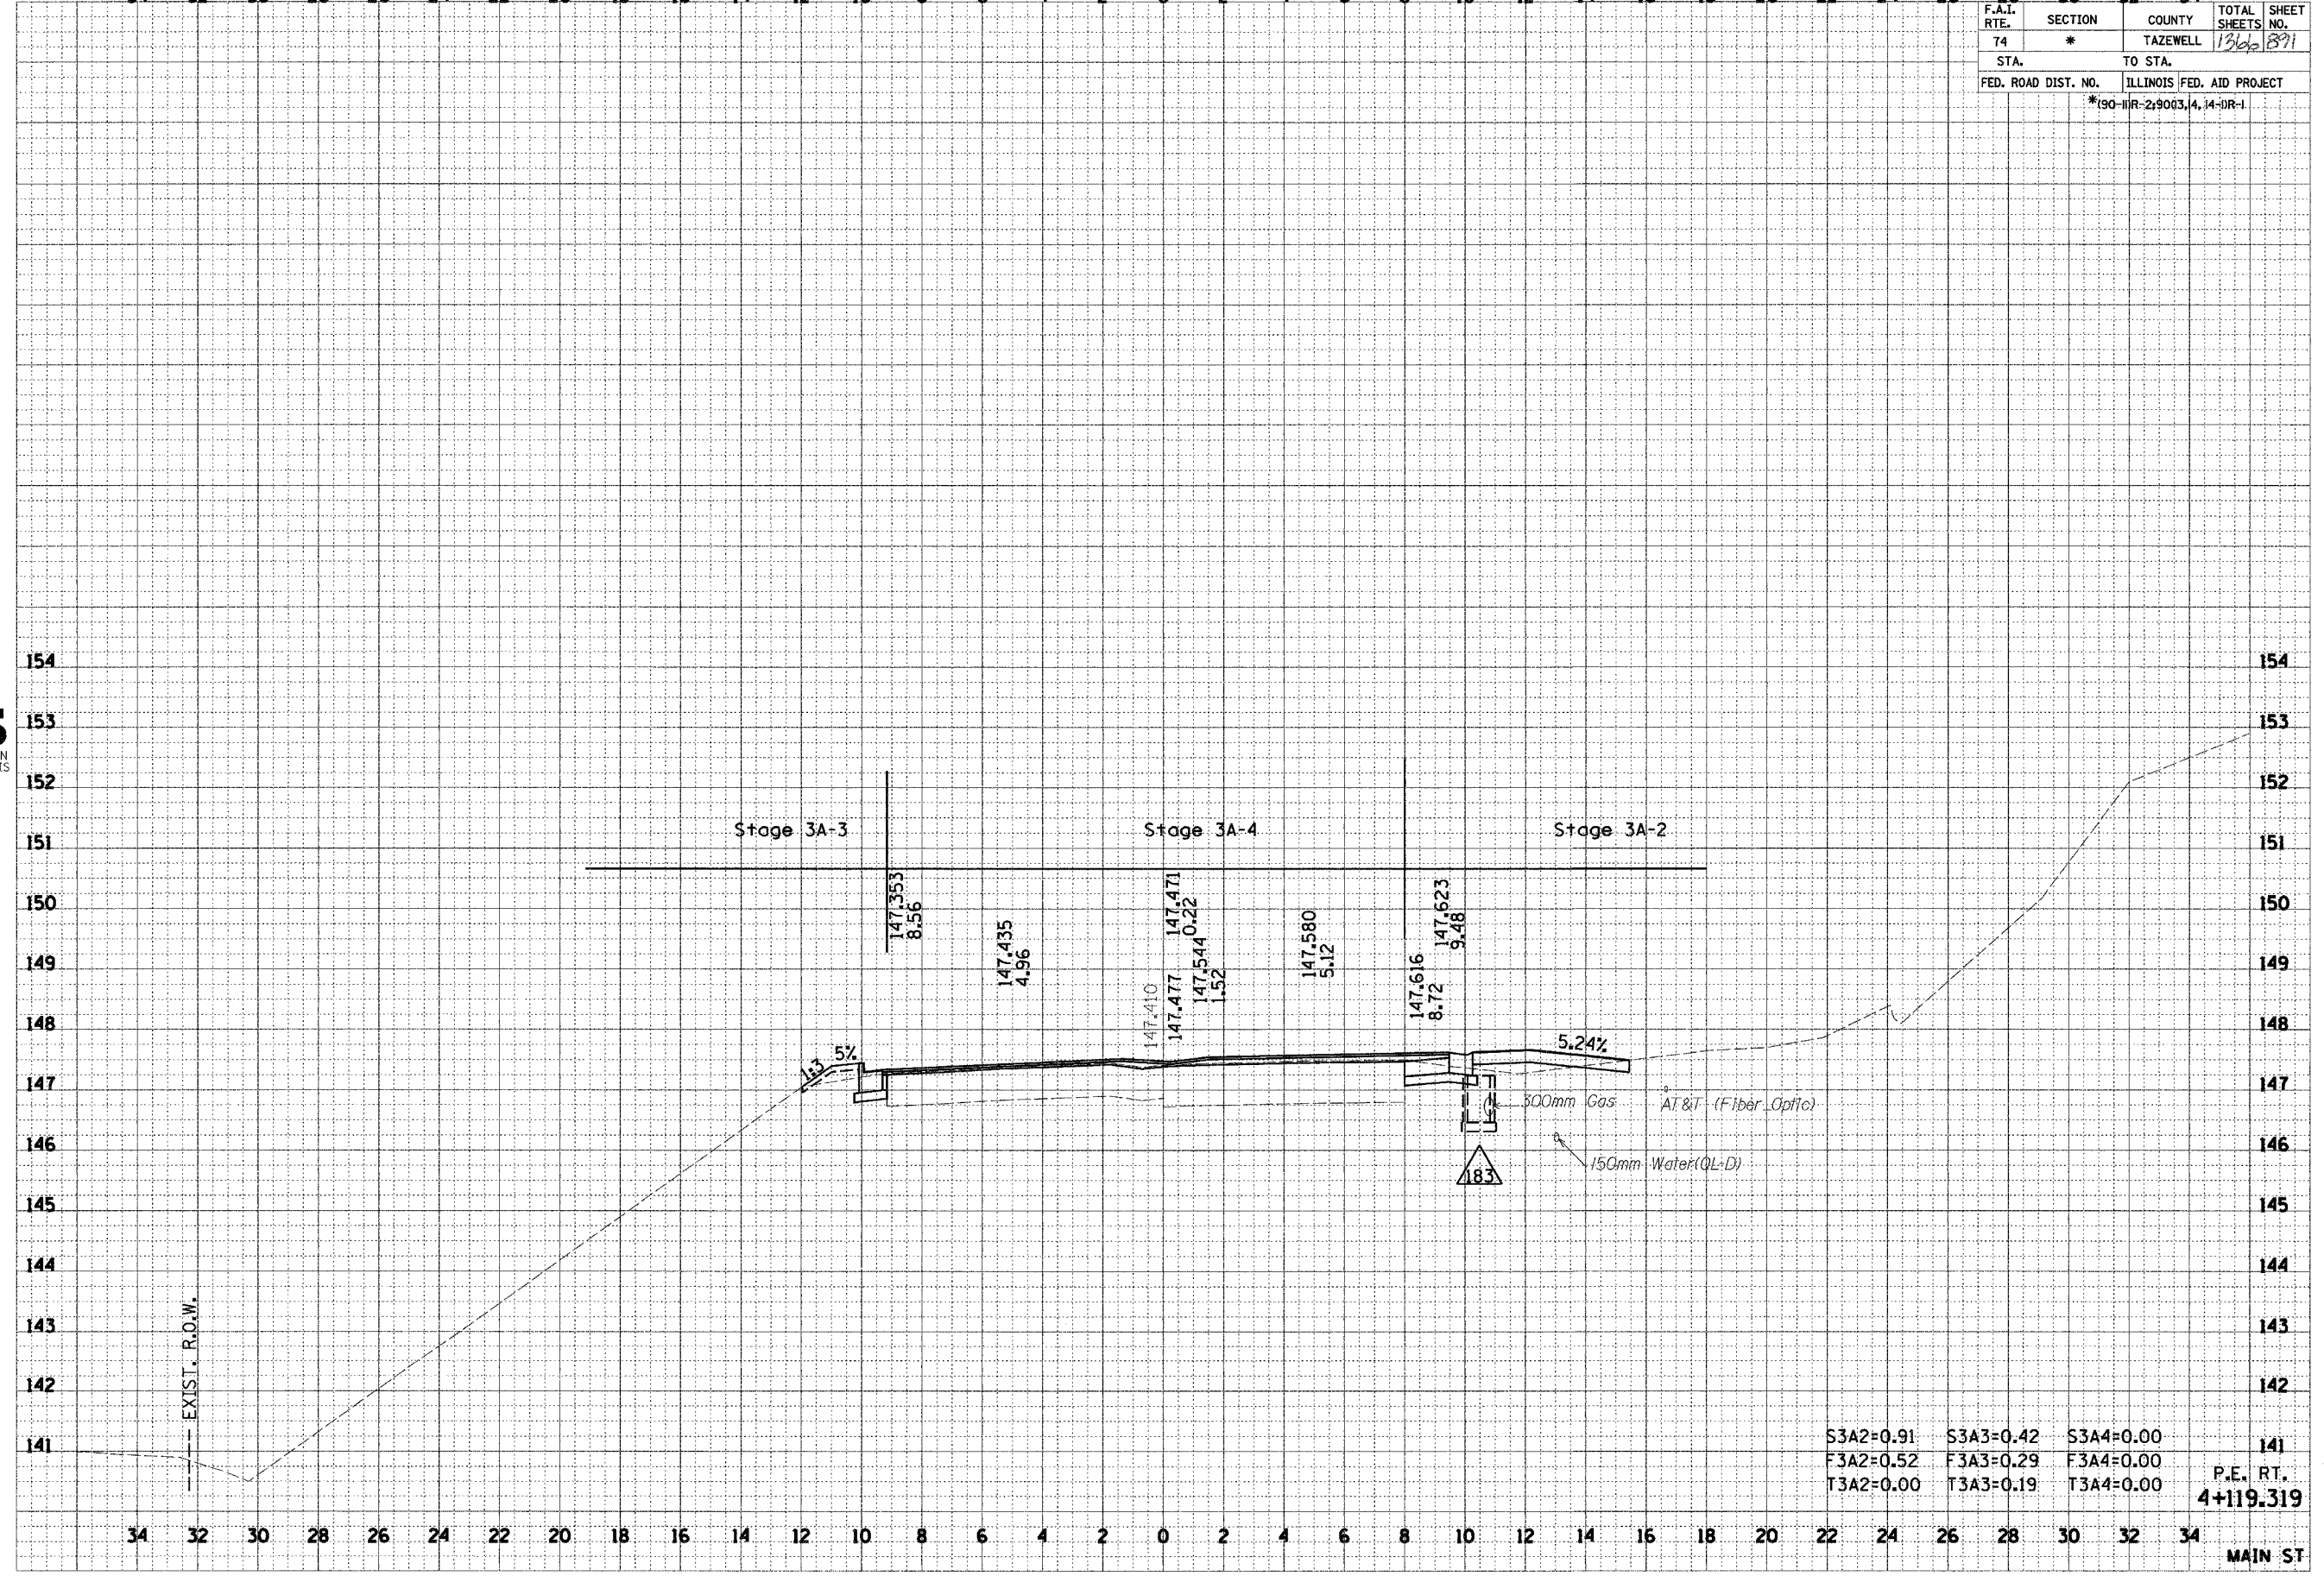 F.A.I. RTE. SECTION COUNTY TOTAL SHEETS SHEET NO.
74 * TAZEWELL 1366 891
STA. TO STA.
FED. ROAD DIST. NO. ILLINOIS FED. AID PROJECT
154 154
153 153
152 152
Stage 3A-3 Stage 3A-4 Stage 3A-2
151 151
150 150
149 149
148 148
147 147
146 146
145 145
144 144
143 143
142 142
141 141
147.353
8.56
147.435
4.96
147.410
147.477
147.471
0.22
147.544
1.52
147.580
5.12
147.616
8.72
147.623
9.48
1:3
5%
5.24%
300mm Gas
AT&T (Fiber Optic)
150mm Water(QL-D)
183
EXIST. R.O.W.
S3A2=0.91 S3A3=0.42 S3A4=0.00
F3A2=0.52 F3A3=0.29 F3A4=0.00
T3A2=0.00 T3A3=0.19 T3A4=0.00
P.E. RT.
4+119.319
34 32 30 28 26 24 22 20 18 16 14 12 10 8 6 4 2 0 2 4 6 8 10 12 14 16 18 20 22 24 26 28 30 32 34
MAIN ST